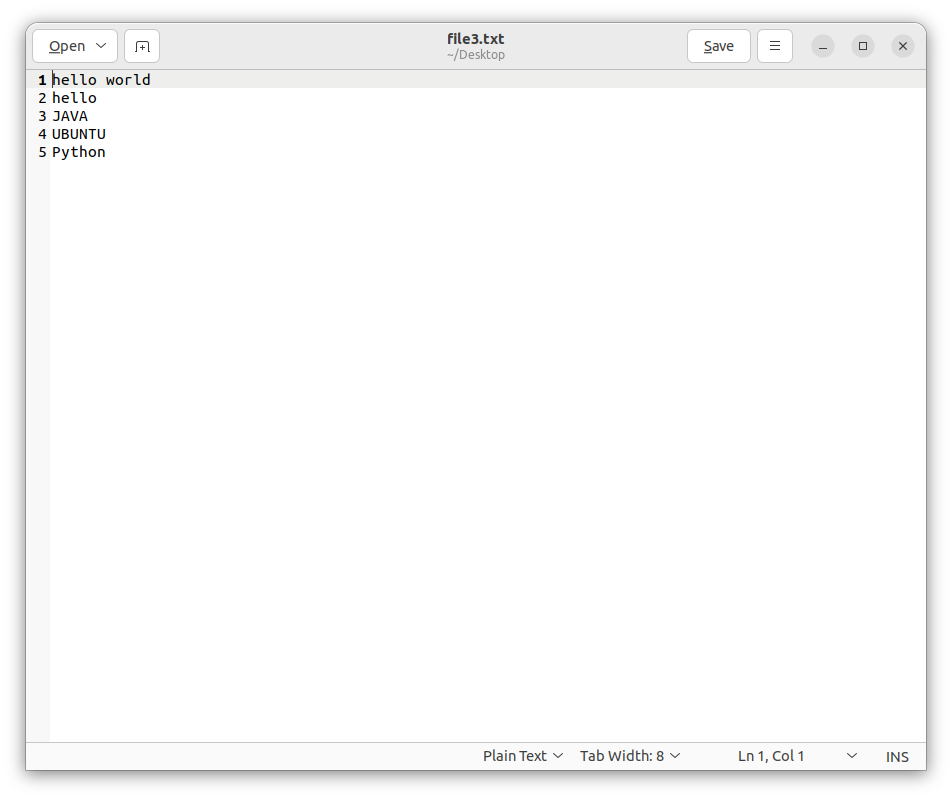 Open
file3.txt
~/Desktop
Save
1 hello world
2 hello
3 JAVA
4 UBUNTU
5 Python
Plain Text Tab Width: 8 Ln 1, Col 1 INS